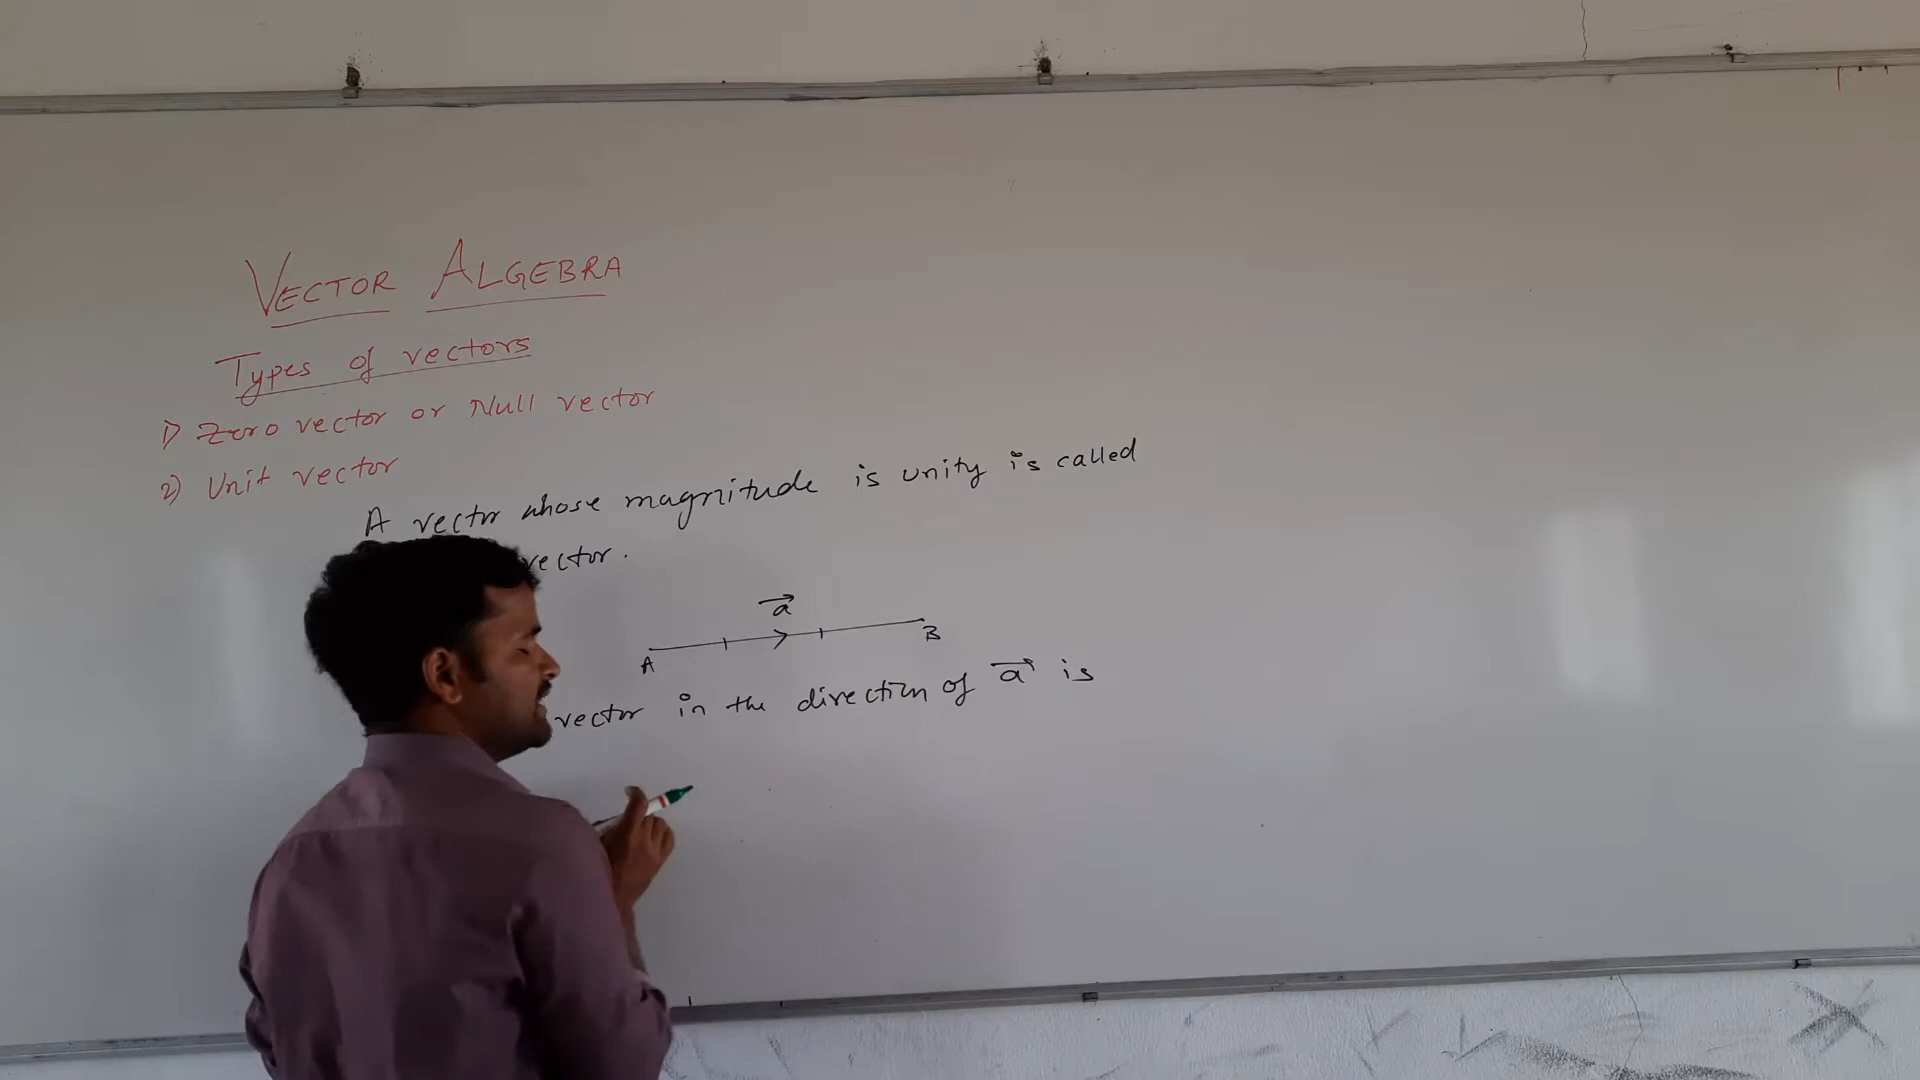 VECTOR ALGEBRA
Types of vectors
1) Zero vector or Null vector
2) Unit vector
A vector whose magnitude is unity is called
vector.
a⃗
A B
vector in the direction of a⃗ is